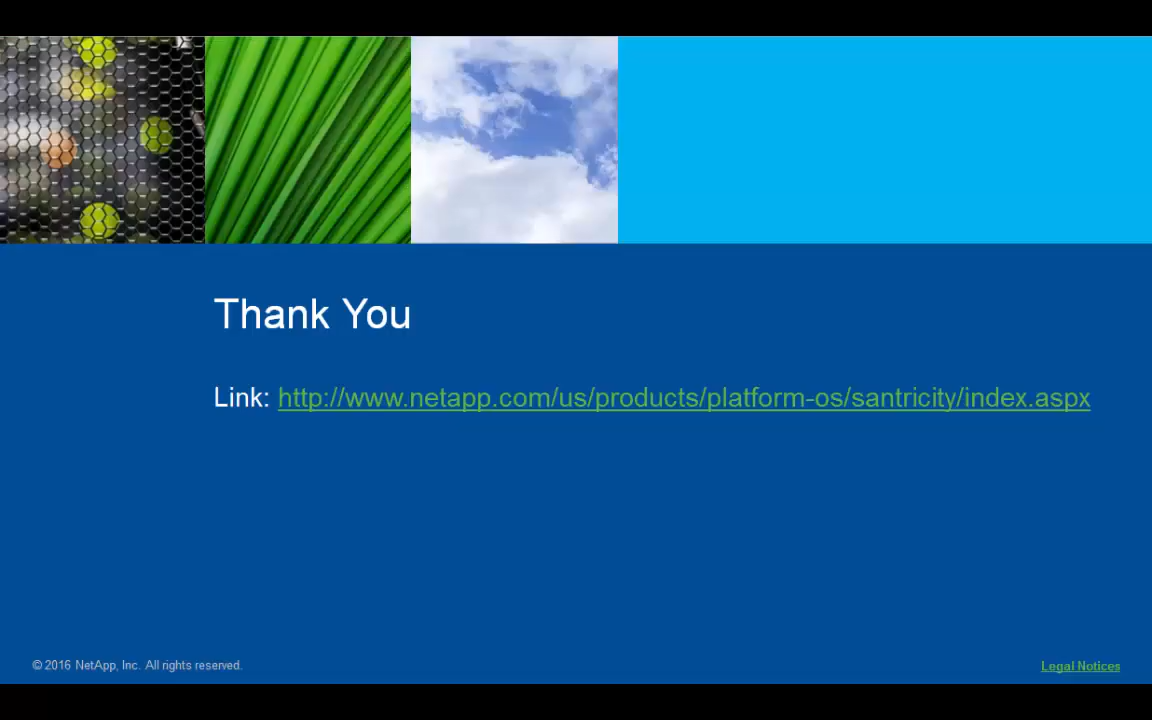 Thank You
Link: http://www.netapp.com/us/products/platform-os/santricity/index.aspx
© 2016 NetApp, Inc. All rights reserved.
Legal Notices